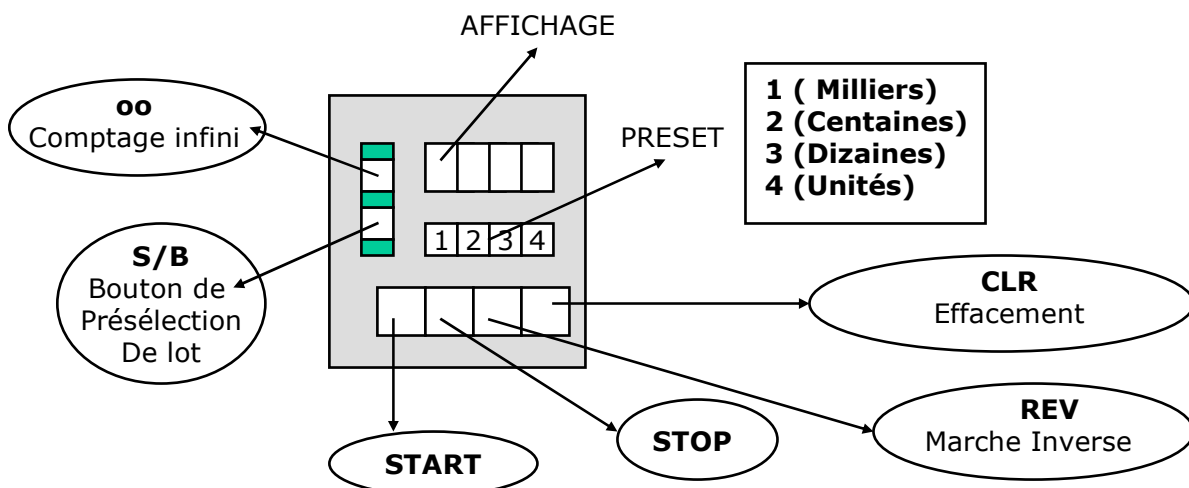 AFFICHAGE
oo
Comptage infini
1 ( Milliers)
2 (Centaines)
3 (Dizaines)
4 (Unités)
PRESET
1 2 3 4
S/B
Bouton de
Présélection
De lot
CLR
Effacement
REV
Marche Inverse
STOP
START